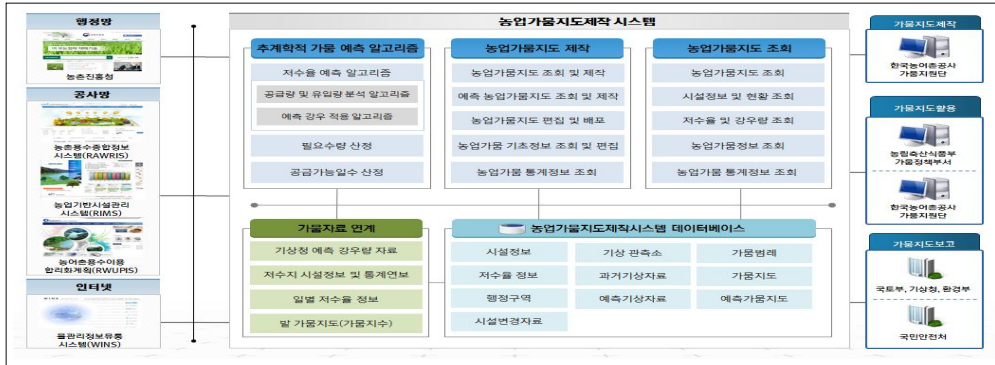 행정망
농촌진흥청
공사망
농촌용수종합정보
시스템(RAWRIS)
농업기반시설관리
시스템(RIMS)
농어촌용수이용
합리화계획(RWUPIS)
인터넷
물관리정보유통
시스템(WINS)
농업가뭄지도제작 시스템
추계학적 가뭄 예측 알고리즘
저수율 예측 알고리즘
공급량 및 유입량 분석 알고리즘
예측 강우 적용 알고리즘
필요수량 산정
공급가능일수 산정
농업가뭄지도 제작
농업가뭄지도 조회 및 제작
예측 농업가뭄지도 조회 및 제작
농업가뭄지도 편집 및 배포
농업가뭄 기초정보 조회 및 편집
농업가뭄 통계정보 조회
농업가뭄지도 조회
농업가뭄지도 조회
시설정보 및 현황 조회
저수율 및 강우량 조회
농업가뭄정보 조회
농업가뭄 통계정보 조회
가뭄자료 연계
기상청 예측 강우량 자료
저수지 시설정보 및 통계연보
일별 저수율 정보
밭 가뭄지도(가뭄지수)
농업가뭄지도제작시스템 데이터베이스
시설정보
기상 관측소
가뭄범례
저수율 정보
과거기상자료
가뭄지도
행정구역
예측기상자료
예측가뭄지도
시설변경자료
가뭄지도제작
한국농어촌공사
가뭄지원단
가뭄지도활용
농림축산식품부
가뭄정책부서
한국농어촌공사
가뭄지원단
가뭄지도보고
국토부, 기상청, 환경부
국민안전처